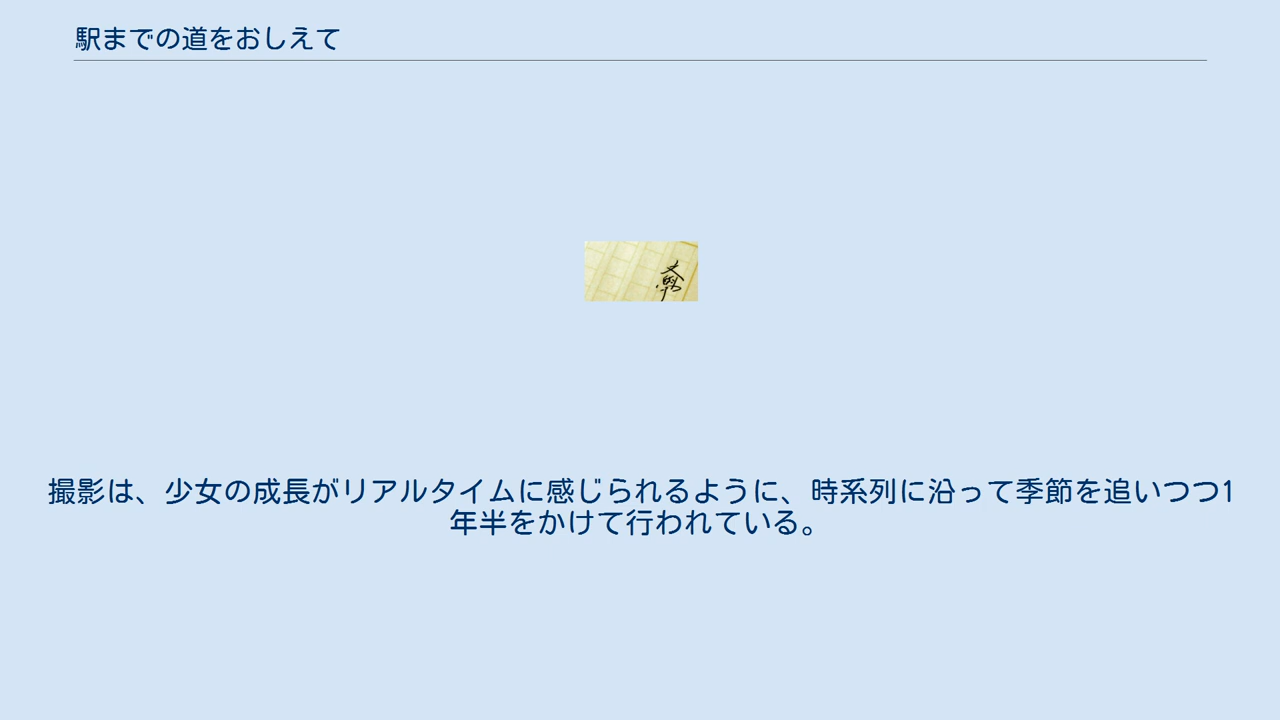 駅までの道をおしえて
撮影は、少女の成長がリアルタイムに感じられるように、時系列に沿って季節を追いつつ1
年半をかけて行われている。